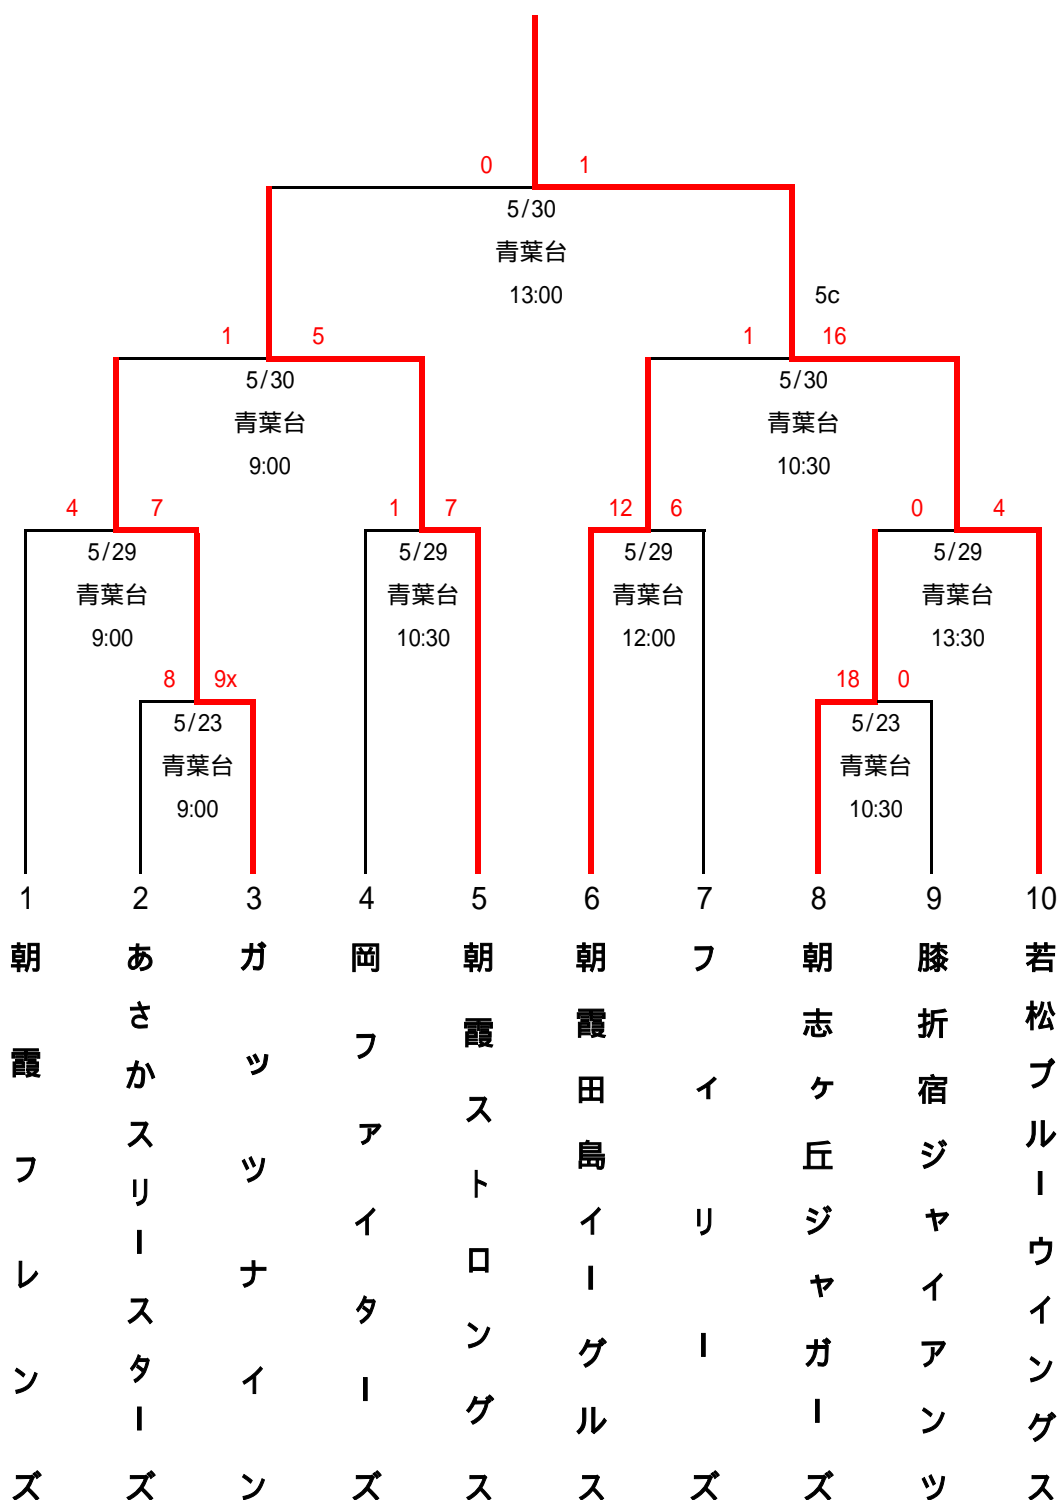 0 1
5/30
青葉台
13:00
5c
1 5
5/30
青葉台
9:00
1 16
5/30
青葉台
10:30
4 7
5/29
青葉台
9:00
1 7
5/29
青葉台
10:30
12 6
5/29
青葉台
12:00
0 4
5/29
青葉台
13:30
8 9x
5/23
青葉台
9:00
18 0
5/23
青葉台
10:30
1 2 3 4 5 6 7 8 9 10
朝霞フレンズ
あさかスリースターズ
ガッツナイン
岡ファイターズ
朝霞ストロングス
朝霞田島イーグルス
フィリーズ
朝志ヶ丘ジャガーズ
膝折宿ジャイアンツ
若松ブルーウイングス